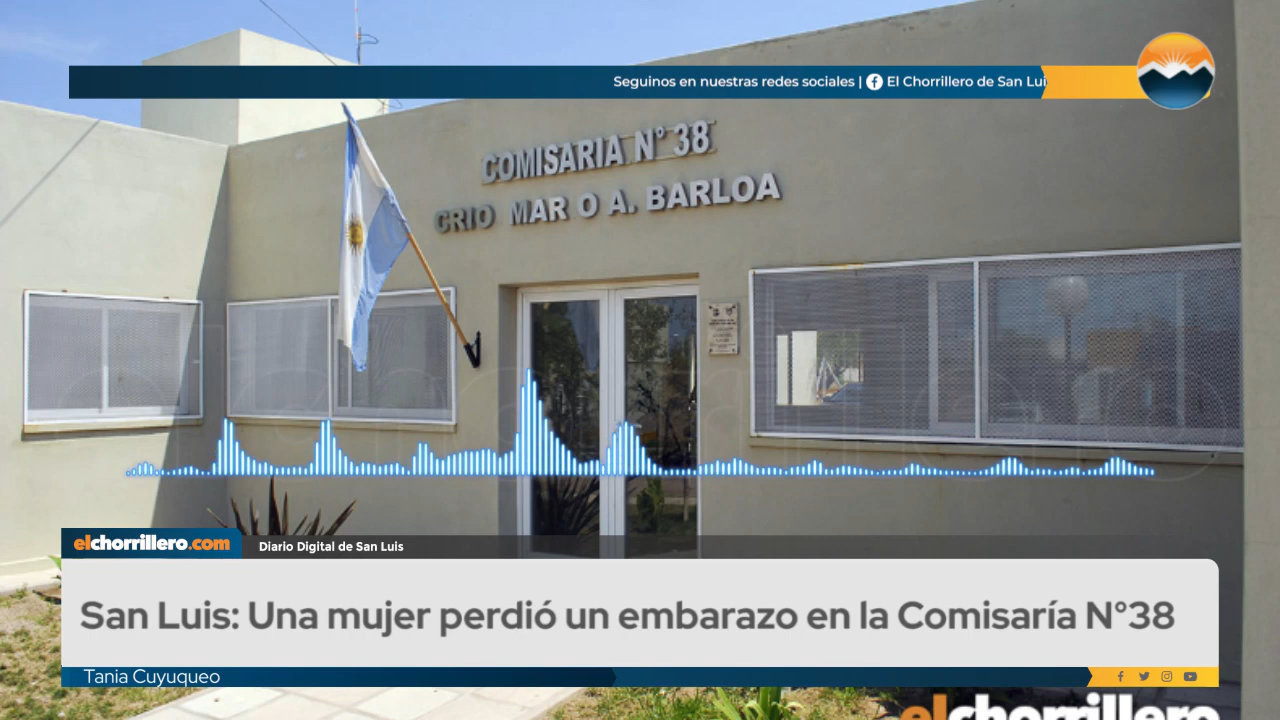 Seguinos en nuestras redes sociales | El Chorrillero de San Lui
COMISARIA N° 38
CRIO MAR O A. BARLOA
elchorrillero.com
Diario Digital de San Luis
San Luis: Una mujer perdió un embarazo en la Comisaría N°38
Tania Cuyuqueo
elchorrillero